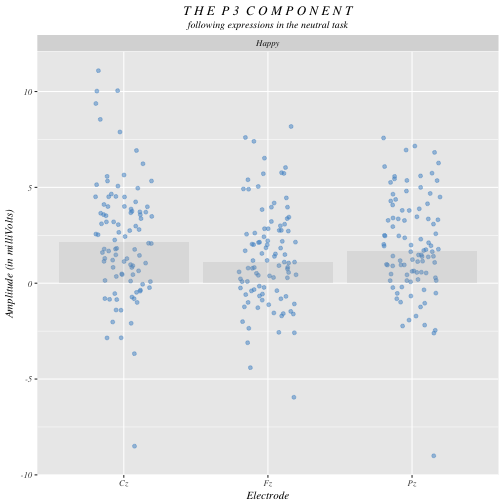 THE P3 COMPONENT
following expressions in the neutral task
Happy
Amplitude (in milliVolts)
10
5
0
-5
-10
Cz Fz Pz
Electrode